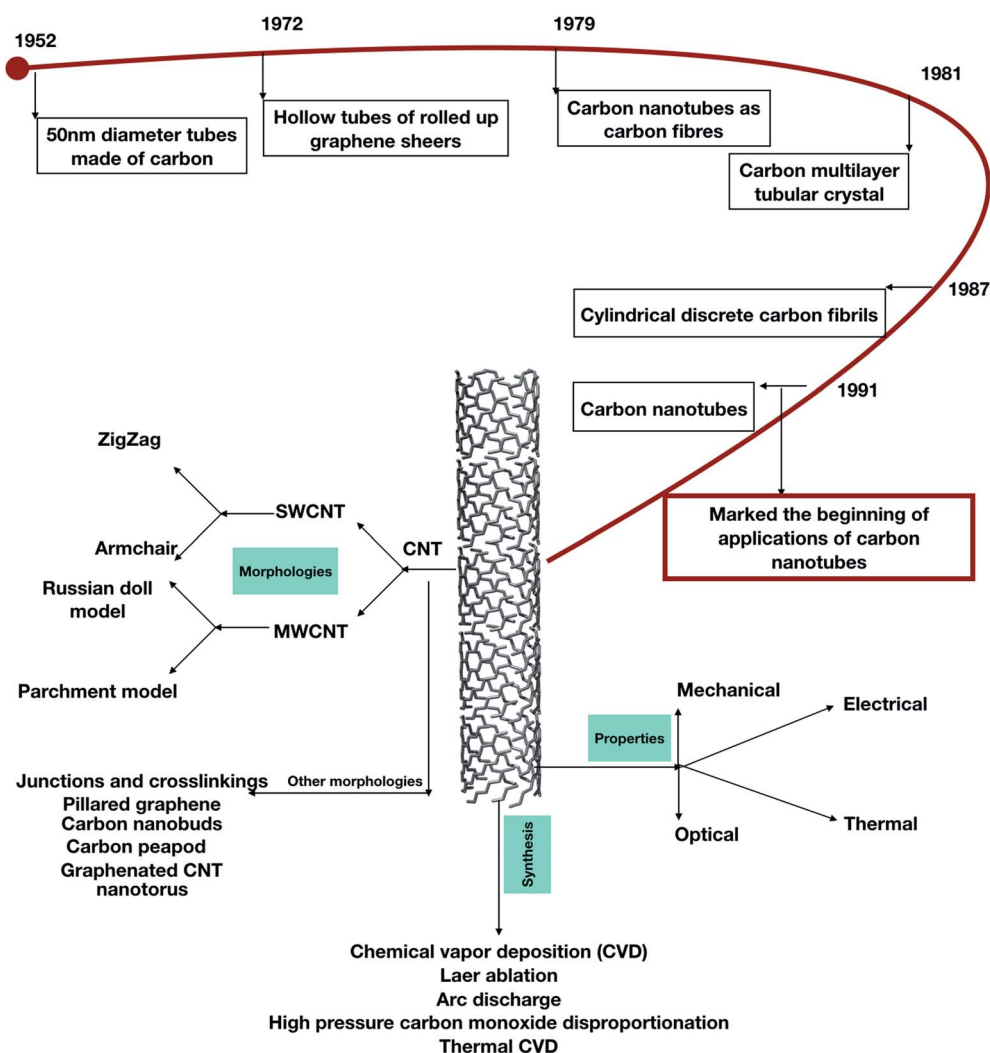 1952
1972
1979
1981
50nm diameter tubes
made of carbon
Hollow tubes of rolled up
graphene sheers
Carbon nanotubes as
carbon fibres
Carbon multilayer
tubular crystal
1987
Cylindrical discrete carbon fibrils
1991
Carbon nanotubes
Marked the beginning of
applications of carbon
nanotubes
ZigZag
SWCNT
Armchair
CNT
Morphologies
Russian doll
model
MWCNT
Parchment model
Other morphologies
Junctions and crosslinkings
Pillared graphene
Carbon nanobuds
Carbon peapod
Graphenated CNT
nanotorus
Properties
Mechanical
Electrical
Optical
Thermal
Synthesis
Chemical vapor deposition (CVD)
Laer ablation
Arc discharge
High pressure carbon monoxide disproportionation
Thermal CVD